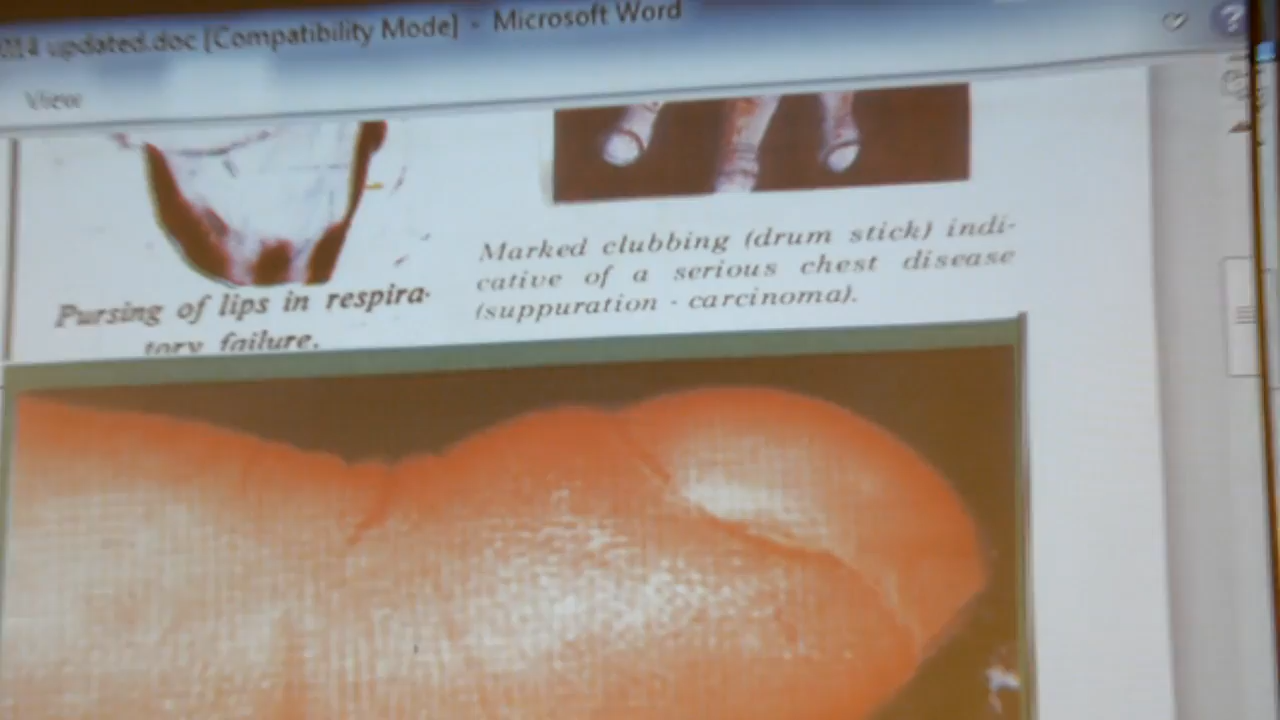 014 updated.doc [Compatibility Mode] - Microsoft Word
View
Pursing of lips in respira-
tory failure.
Marked clubbing (drum stick) indi-
cative of a serious chest disease
(suppuration - carcinoma).